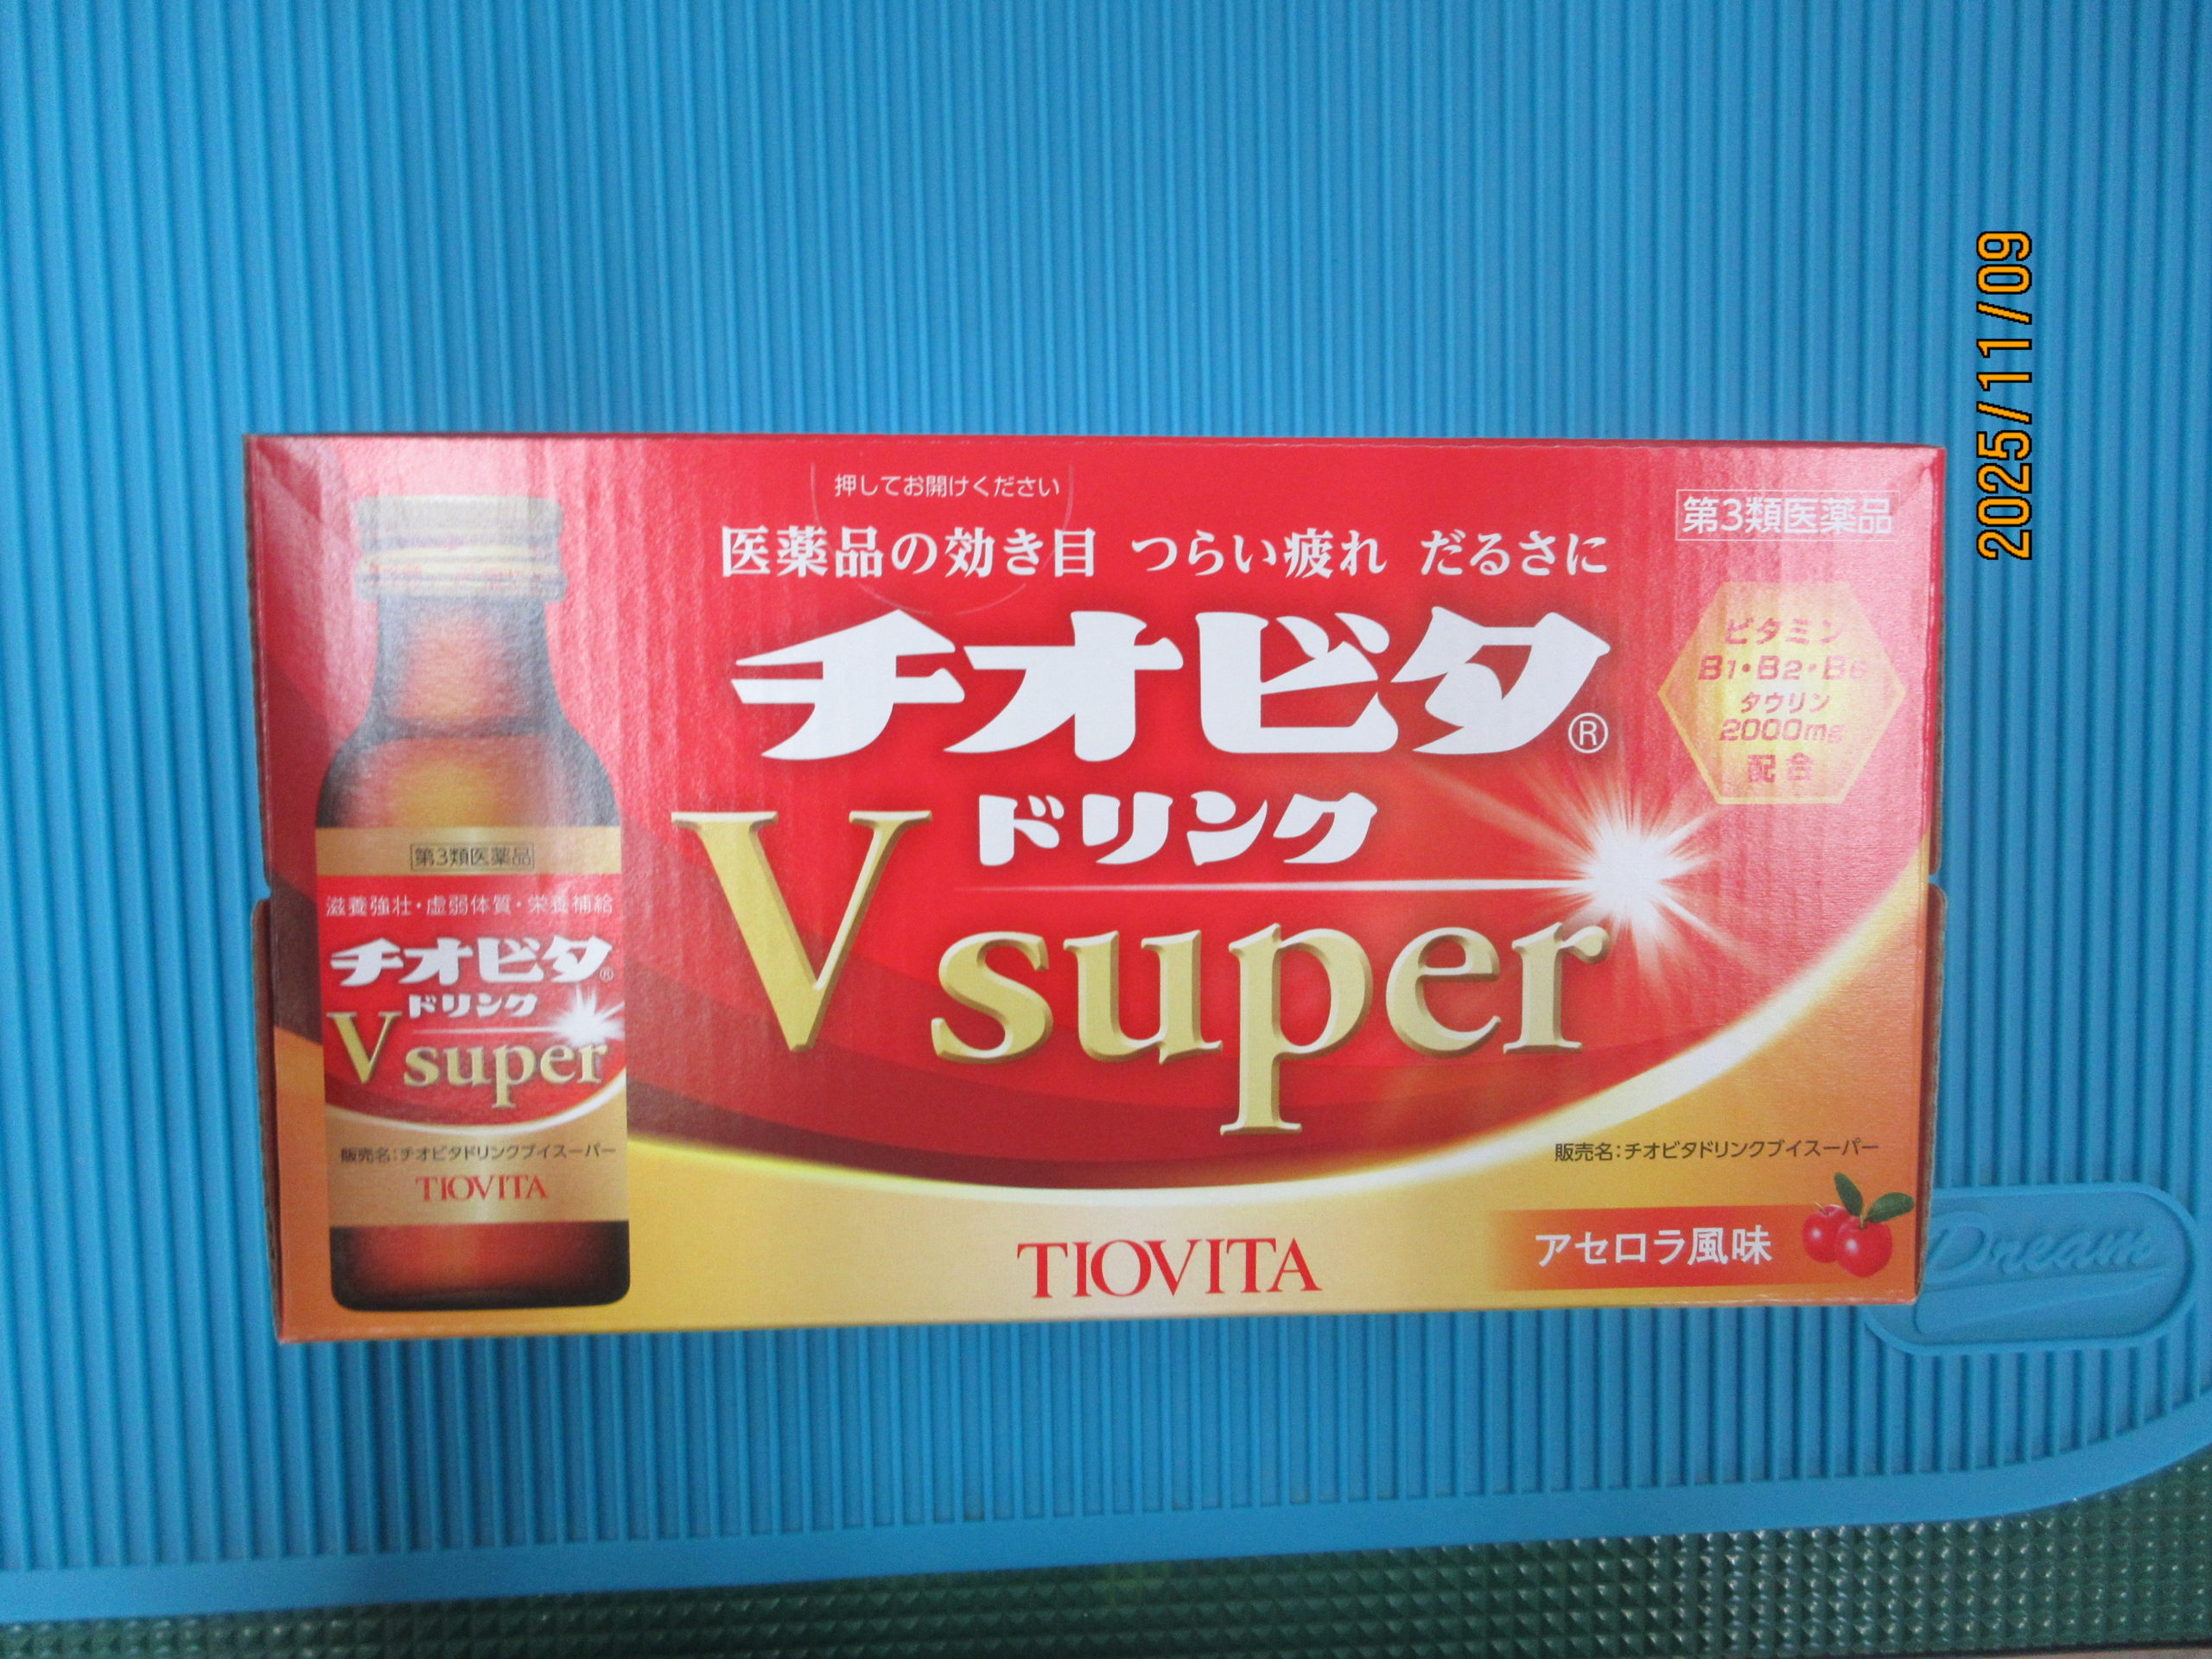 押してお開けください
医薬品の効き目 つらい疲れ だるさに
第3類医薬品
チオビタ®
ドリンク
V super
ビタミン
B1・B2・B6
タウリン
2000mg
配合
第3類医薬品
滋養強壮・虚弱体質・栄養補給
チオビタ®
ドリンク
V super
販売名:チオビタドリンクブイスーパー
TIOVITA
販売名:チオビタドリンクブイスーパー
アセロラ風味
TIOVITA
Dream
2025/11/09